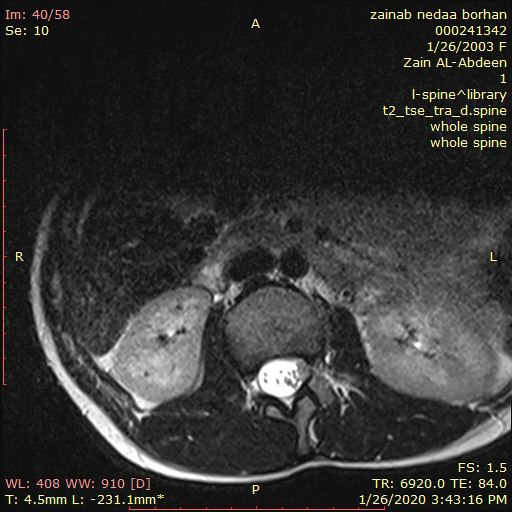 Im: 40/58
Se: 10
A
zainab nedaa borhan
000241342
1/26/2003 F
Zain AL-Abdeen
1
l-spine^library
t2_tse_tra_d.spine
whole spine
whole spine
R
L
WL: 408 WW: 910 [D]
T: 4.5mm L: -231.1mm*
P
FS: 1.5
TR: 6920.0 TE: 84.0
1/26/2020 3:43:16 PM